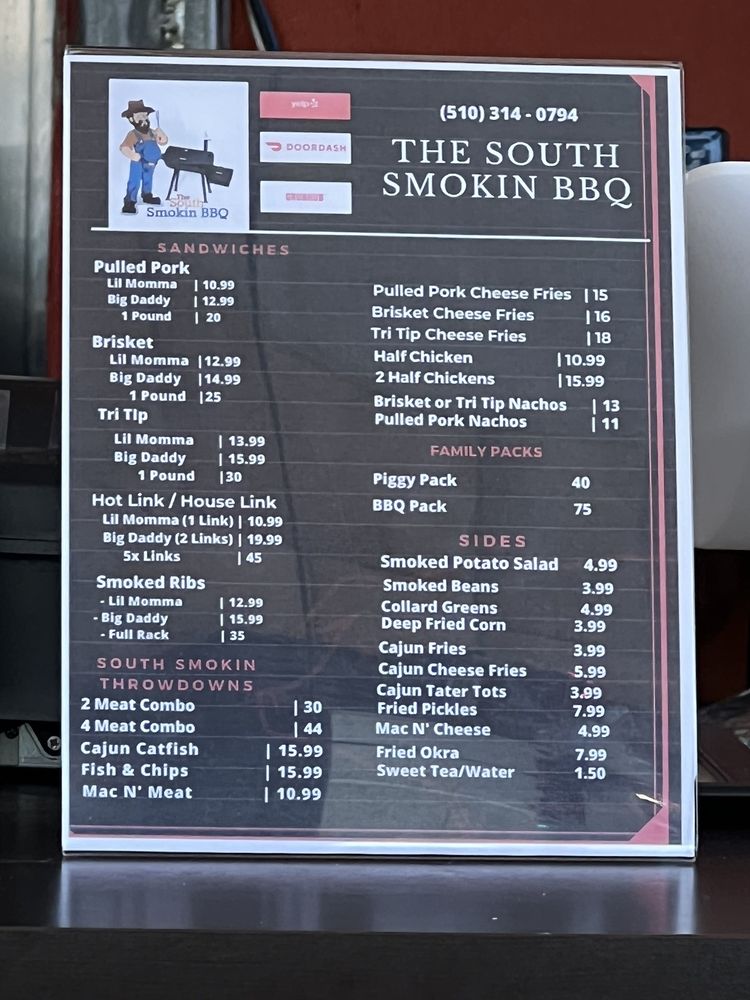 yelp
DOORDASH
The
South
Smokin BBQ
(510) 314 - 0794
THE SOUTH
SMOKIN BBQ
SANDWICHES
Pulled Pork
Lil Momma | 10.99
Big Daddy | 12.99
1 Pound | 20
Brisket
Lil Momma |12.99
Big Daddy |14.99
1 Pound |25
Tri TIp
Lil Momma | 13.99
Big Daddy | 15.99
1 Pound |30
Hot Link / House Link
Lil Momma (1 Link) | 10.99
Big Daddy (2 Links) | 19.99
5x Links | 45
Smoked Ribs
- Lil Momma | 12.99
- Big Daddy | 15.99
- Full Rack | 35
SOUTH SMOKIN
THROWDOWNS
2 Meat Combo | 30
4 Meat Combo | 44
Cajun Catfish | 15.99
Fish & Chips | 15.99
Mac N' Meat | 10.99
Pulled Pork Cheese Fries | 15
Brisket Cheese Fries | 16
Tri Tip Cheese Fries | 18
Half Chicken |10.99
2 Half Chickens |15.99
Brisket or Tri Tip Nachos | 13
Pulled Pork Nachos | 11
FAMILY PACKS
Piggy Pack 40
BBQ Pack 75
SIDES
Smoked Potato Salad 4.99
Smoked Beans 3.99
Collard Greens 4.99
Deep Fried Corn 3.99
Cajun Fries 3.99
Cajun Cheese Fries 5.99
Cajun Tater Tots 3.99
Fried Pickles 7.99
Mac N' Cheese 4.99
Fried Okra 7.99
Sweet Tea/Water 1.50